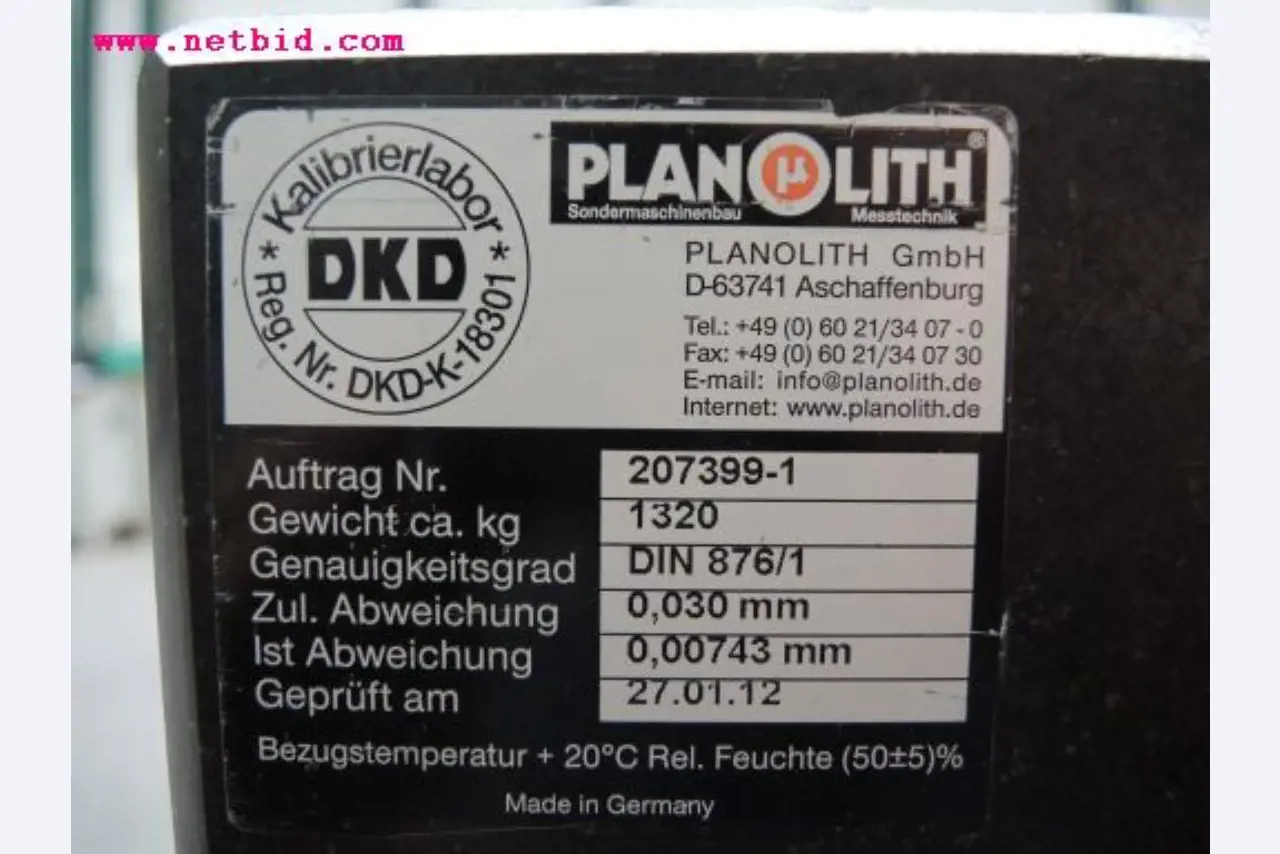 www.netbid.com
* Kalibrierlabor *
DKD
Reg. Nr. DKD-K-18301
PLANµLITH®
Sondermaschinenbau Messtechnik
PLANOLITH GmbH
D-63741 Aschaffenburg
Tel.: +49 (0) 60 21/34 07 - 0
Fax: +49 (0) 60 21/34 07 30
E-mail: info@planolith.de
Internet: www.planolith.de
Auftrag Nr. 207399-1
Gewicht ca. kg 1320
Genauigkeitsgrad DIN 876/1
Zul. Abweichung 0,030 mm
Ist Abweichung 0,00743 mm
Geprüft am 27.01.12
Bezugstemperatur + 20°C Rel. Feuchte (50±5)%
Made in Germany